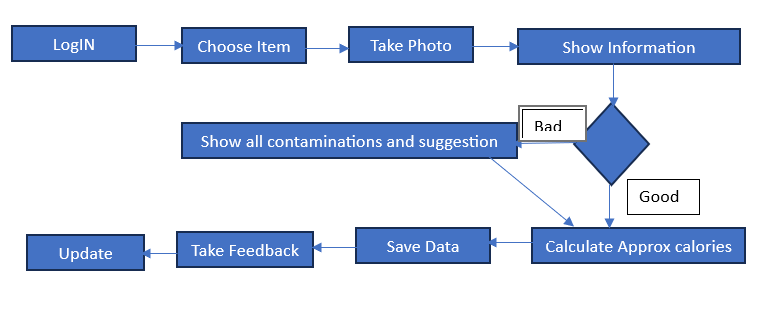 LogIN
Choose Item
Take Photo
Show Information
Bad
Show all contaminations and suggestion
Good
Calculate Approx calories
Save Data
Take Feedback
Update